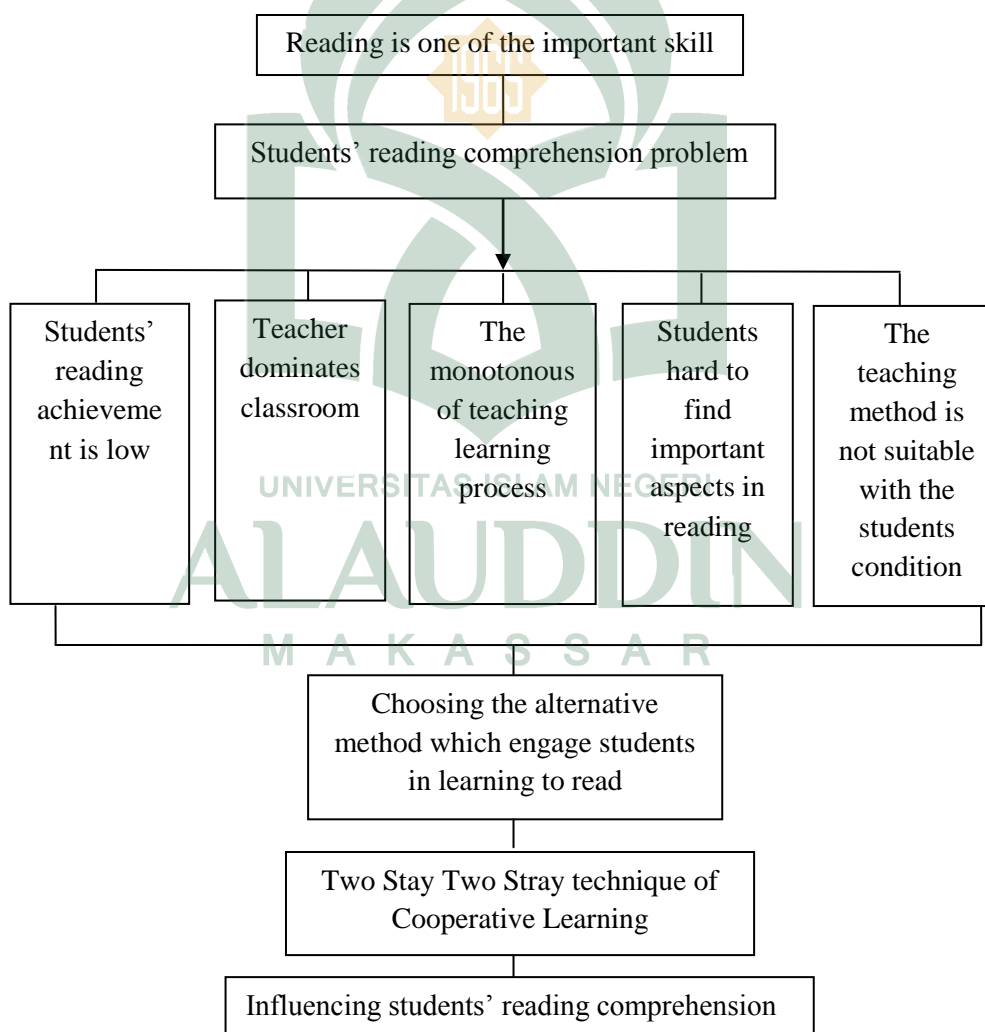 Reading is one of the important skill
1965
Students’ reading comprehension problem
Students’
reading
achieveme
nt is low
Teacher
dominates
classroom
The
monotonous
of teaching
learning
process
Students
hard to
find
important
aspects in
reading
The
teaching
method is
not suitable
with the
students
condition
UNIVERSITAS ISLAM NEGERI
ALAUDDIN
MAKASSAR
Choosing the alternative
method which engage students
in learning to read
Two Stay Two Stray technique of
Cooperative Learning
Influencing students’ reading comprehension